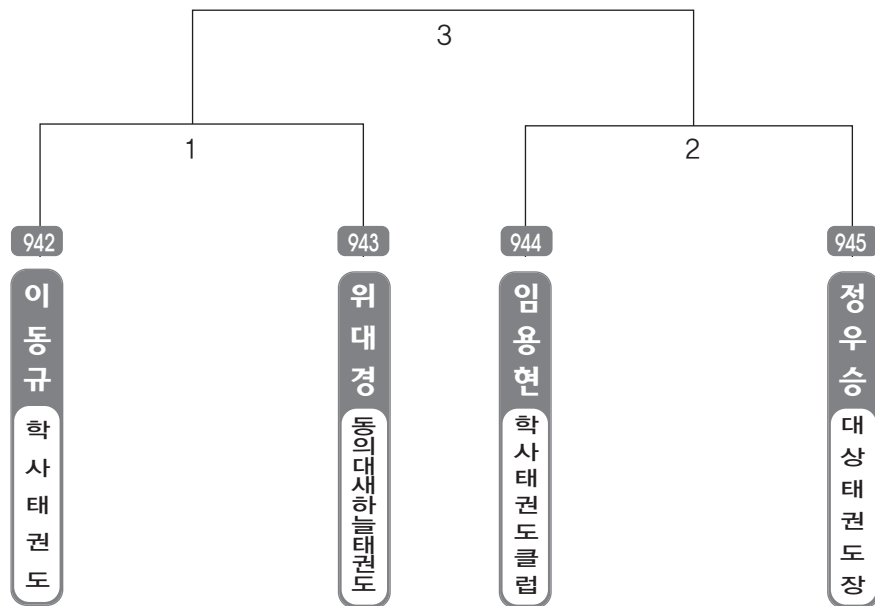 3
1
2
942
943
944
945
이동규
위대경
임용현
정우승
학사태권도
동의대새하늘태권도
학사태권도클럽
대상태권도장